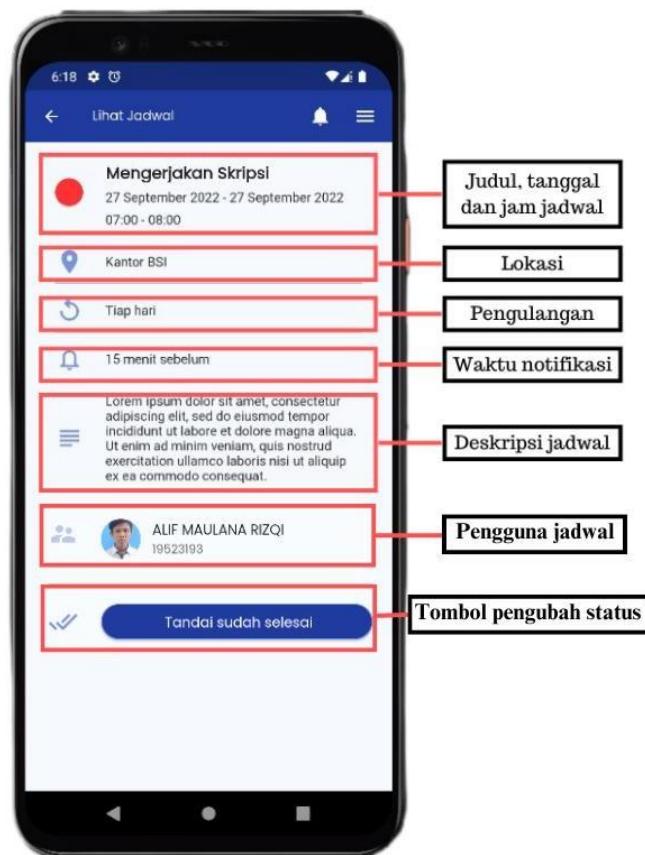 6:18
Lihat Jadwal
Mengerjakan Skripsi
27 September 2022 - 27 September 2022
07:00 - 08:00
Judul, tanggal
dan jam jadwal
Kantor BSI
Lokasi
Tiap hari
Pengulangan
15 menit sebelum
Waktu notifikasi
Lorem ipsum dolor sit amet, consectetur
adipiscing elit, sed do eiusmod tempor
incididunt ut labore et dolore magna aliqua.
Ut enim ad minim veniam, quis nostrud
exercitation ullamco laboris nisi ut aliquip
ex ea commodo consequat.
Deskripsi jadwal
ALIF MAULANA RIZQI
19523193
Pengguna jadwal
Tandai sudah selesai
Tombol pengubah status